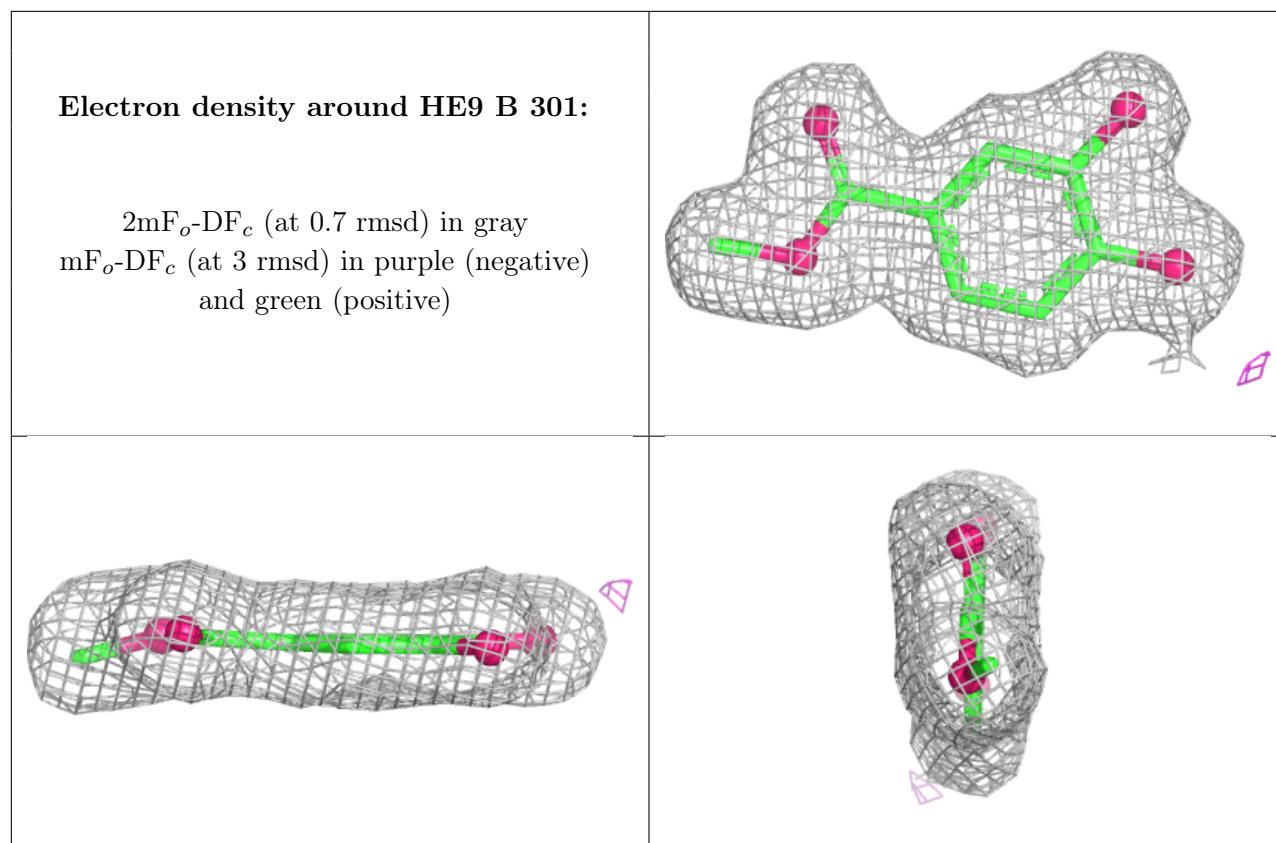 Electron density around HE9 B 301:
2mFo-DFc (at 0.7 rmsd) in gray
mFo-DFc (at 3 rmsd) in purple (negative)
and green (positive)